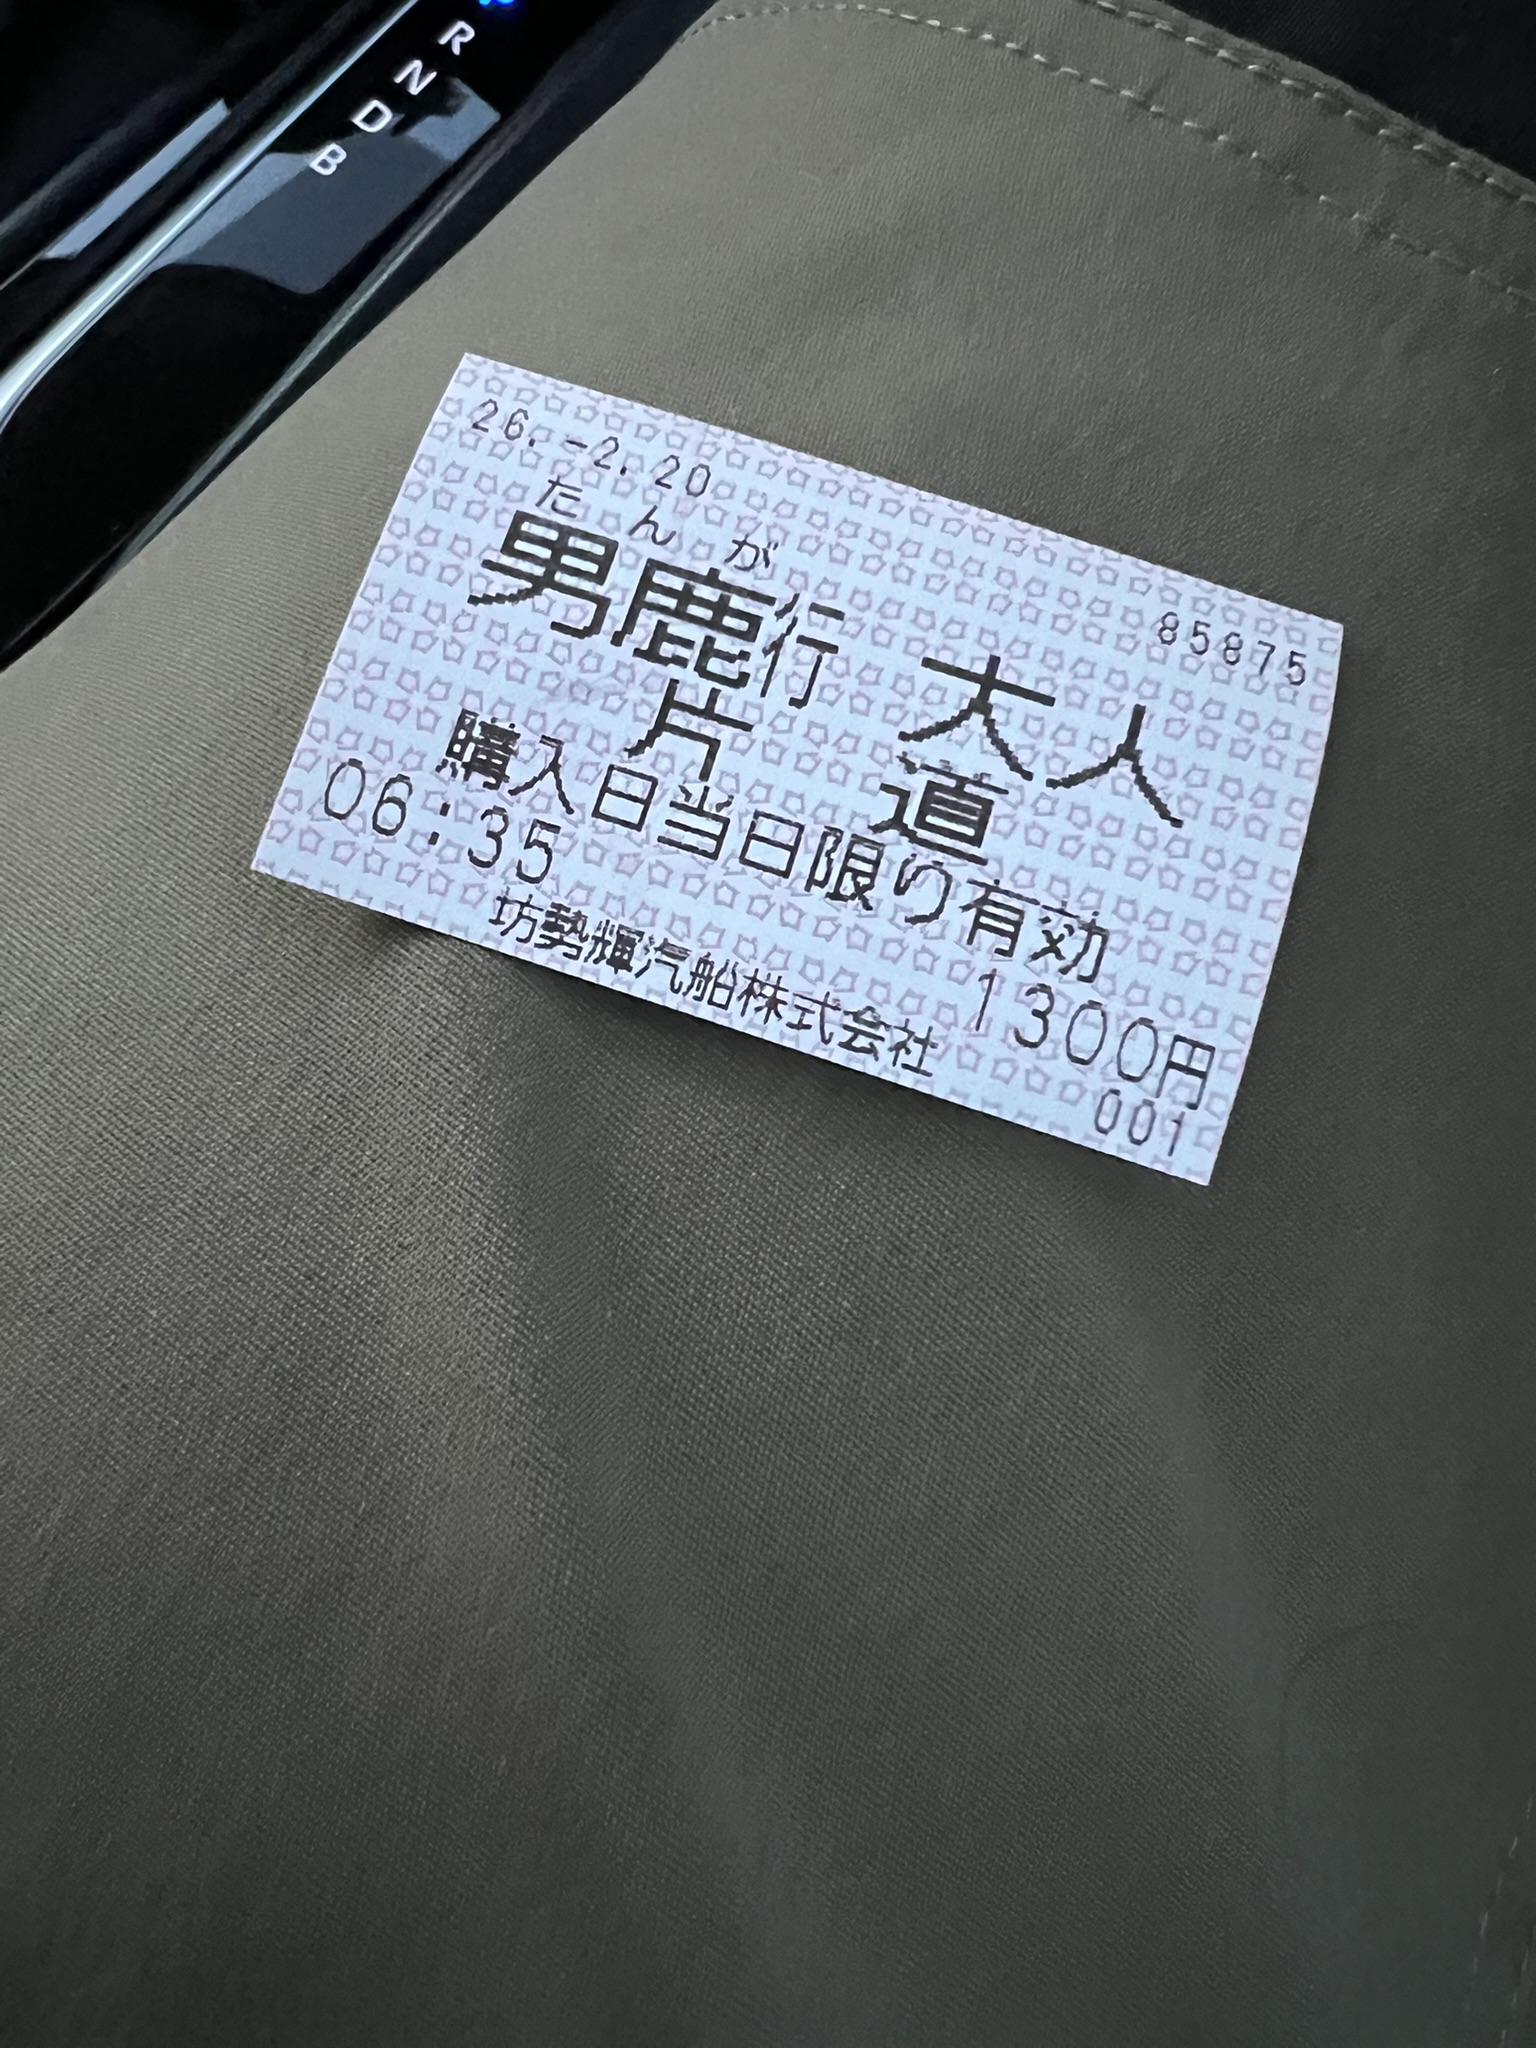 R
N
D
B
26.-2.20
85875
たんが
男鹿行 大人
片 道
購入日当日限り有効
06:35 1300円
坊勢輝汽船株式会社 001